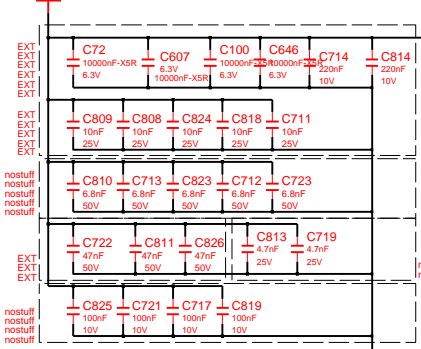 EXT
EXT
EXT
EXT
EXT
EXT
C72 C607 C100 C646 C714 C814
10000nF-X5R 6.3V 10000nF-X5R 10000nF-X5R 220nF 220nF
6.3V 10000nF-X5R 6.3V 6.3V 10V 10V
EXT
EXT
EXT
EXT
EXT
C809 C808 C824 C818 C711
10nF 10nF 10nF 10nF 10nF
25V 25V 25V 25V 25V
nostuff
nostuff
nostuff
nostuff
nostuff
C810 C713 C823 C712 C723
6.8nF 6.8nF 6.8nF 6.8nF 6.8nF
50V 50V 50V 50V 50V
C722 C811 C826 C813 C719
47nF 47nF 47nF 4.7nF 4.7nF
50V 50V 50V 25V 25V
EXT
EXT
EXT
C825 C721 C717 C819
100nF 100nF 100nF 100nF
10V 10V 10V 10V
nostuff
nostuff
nostuff
nostuff